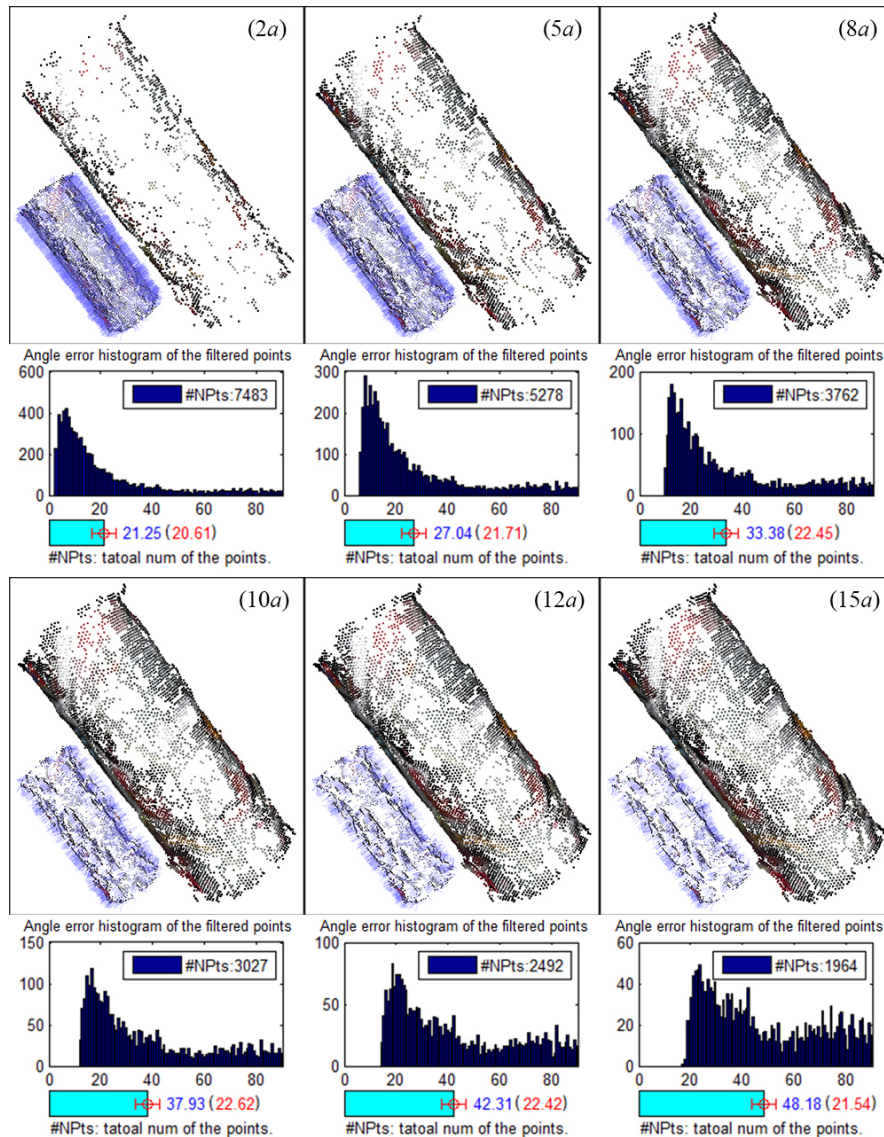 (2a) (5a) (8a)
Angle error histogram of the filtered points Angle error histogram of the filtered points Angle error histogram of the filtered points
600 300 200
#NPts:7483 #NPts:5278 #NPts:3762
400 200
200 100 100
0 0 0
0 20 40 60 80 0 20 40 60 80 0 20 40 60 80
21.25 (20.61) 27.04 (21.71) 33.38 (22.45)
#NPts: tatoal num of the points. #NPts: tatoal num of the points. #NPts: tatoal num of the points.
(10a) (12a) (15a)
Angle error histogram of the filtered points Angle error histogram of the filtered points Angle error histogram of the filtered points
150 100 60
#NPts:3027 #NPts:2492 #NPts:1964
100 40
50 50 20
0 0 0
0 20 40 60 80 0 20 40 60 80 0 20 40 60 80
37.93 (22.62) 42.31 (22.42) 48.18 (21.54)
#NPts: tatoal num of the points. #NPts: tatoal num of the points. #NPts: tatoal num of the points.